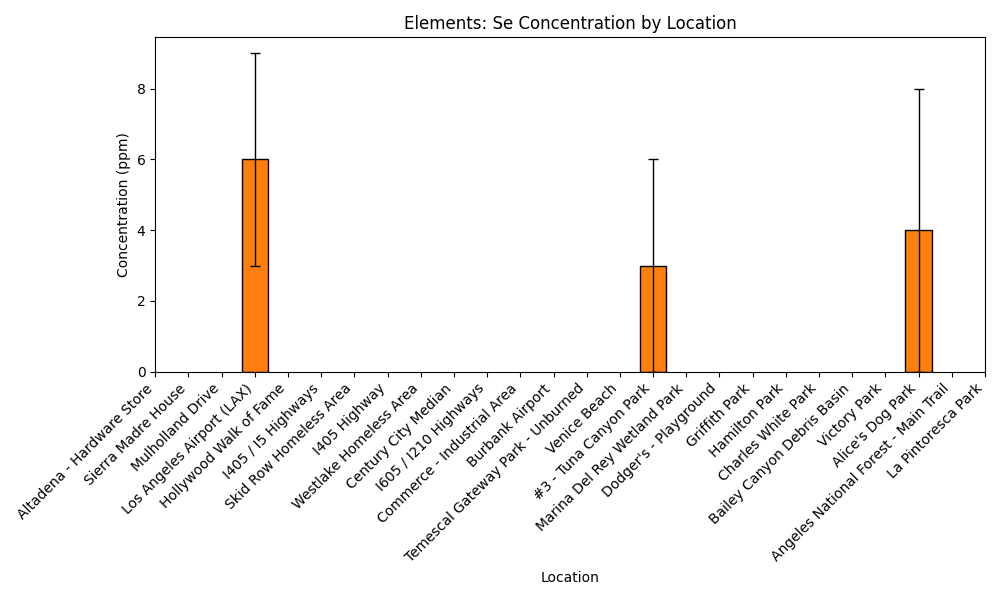 Elements: Se Concentration by Location
Concentration (ppm)
8
6
4
2
0
Altadena - Hardware Store
Sierra Madre House
Mulholland Drive
Los Angeles Airport (LAX)
Hollywood Walk of Fame
I405 / I5 Highways
Skid Row Homeless Area
I405 Highway
Westlake Homeless Area
Century City Median
I605 / I210 Highways
Commerce - Industrial Area
Burbank Airport
Temescal Gateway Park - Unburned
Venice Beach
#3 - Tuna Canyon Park
Marina Del Rey Wetland Park
Dodger's - Playground
Griffith Park
Hamilton Park
Charles White Park
Bailey Canyon Debris Basin
Victory Park
Alice's Dog Park
Angeles National Forest - Main Trail
La Pintoresca Park
Location